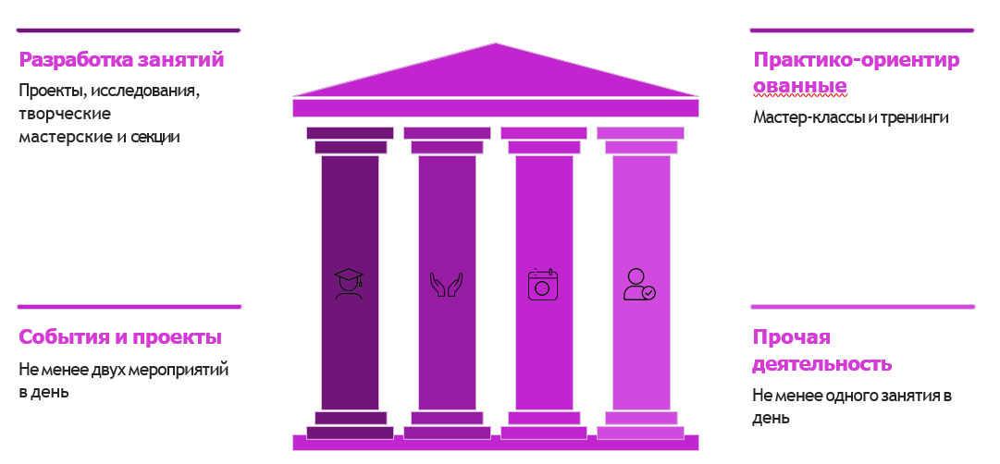 Разработка занятий
Проекты, исследования,
творческие
мастерские и секции
Практико-ориентир
ованные
Мастер-классы и тренинги
События и проекты
Не менее двух мероприятий
в день
Прочая
деятельность
Не менее одного занятия в
день